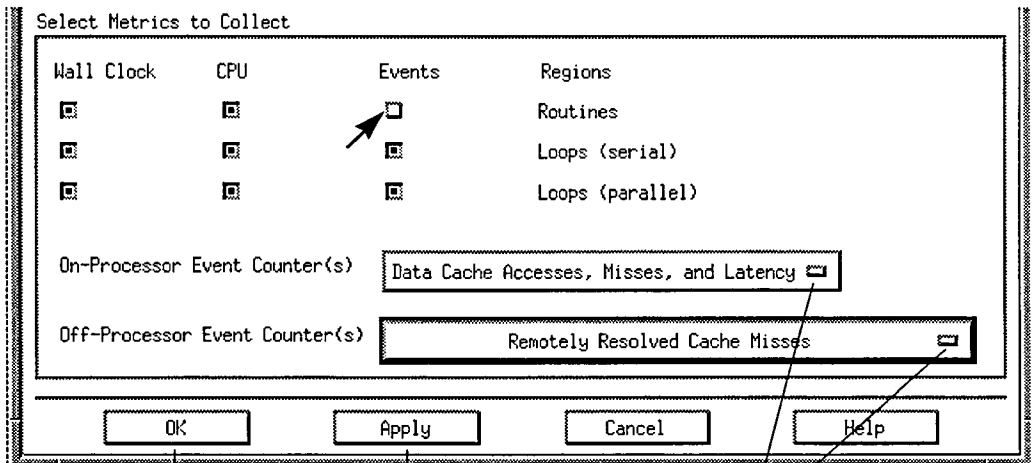 Select Metrics to Collect
Wall Clock CPU Events Regions
Routines
Loops (serial)
Loops (parallel)
On-Processor Event Counter(s) Data Cache Accesses, Misses, and Latency
Off-Processor Event Counter(s) Remotely Resolved Cache Misses
OK Apply Cancel Help